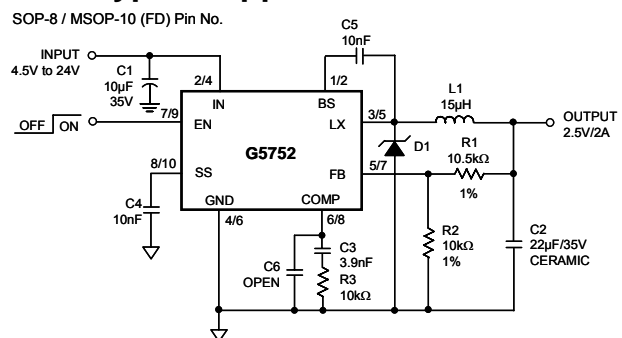 SOP-8 / MSOP-10 (FD) Pin No.
C5
10nF
INPUT
4.5V to 24V
C1
10µF
35V
2/4
1/2
L1
15µH
IN
BS
7/9
3/5
OUTPUT
2.5V/2A
OFF ON
EN
LX
D1
R1
10.5kΩ
1%
G5752
8/10
SS
FB
5/7
GND
COMP
4/6
6/8
C4
10nF
C3
3.9nF
C6
OPEN
R3
10kΩ
R2
10kΩ
1%
C2
22µF/35V
CERAMIC